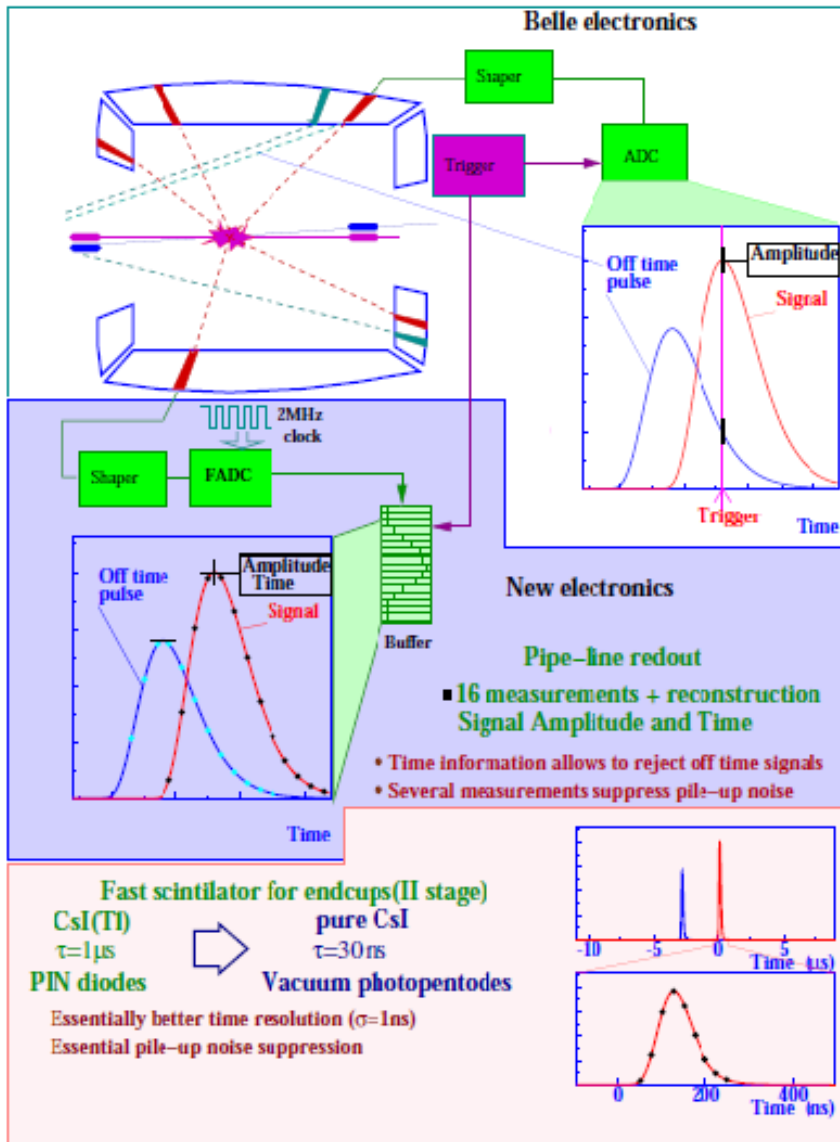 Belle electronics
Shaper
Trigger
ADC
Amplitude
Off time
pulse
Signal
Trigger
Time
2MHz
clock
Shaper
FADC
Amplitude
Time
Off time
pulse
Signal
Buffer
Time
New electronics
Pipe-line redout
16 measurements + reconstruction
Signal Amplitude and Time
• Time information allows to reject off time signals
• Several measurements suppress pile-up noise
Fast scintilator for endcups(II stage)
CsI(Tl)
pure CsI
τ=1μs
τ=30ns
PIN diodes
Vacuum photopentodes
Essentially better time resolution (σ=1ns)
Essential pile-up noise suppression
-10 -5 0 5
Time (μs)
0 200 400
Time (ns)